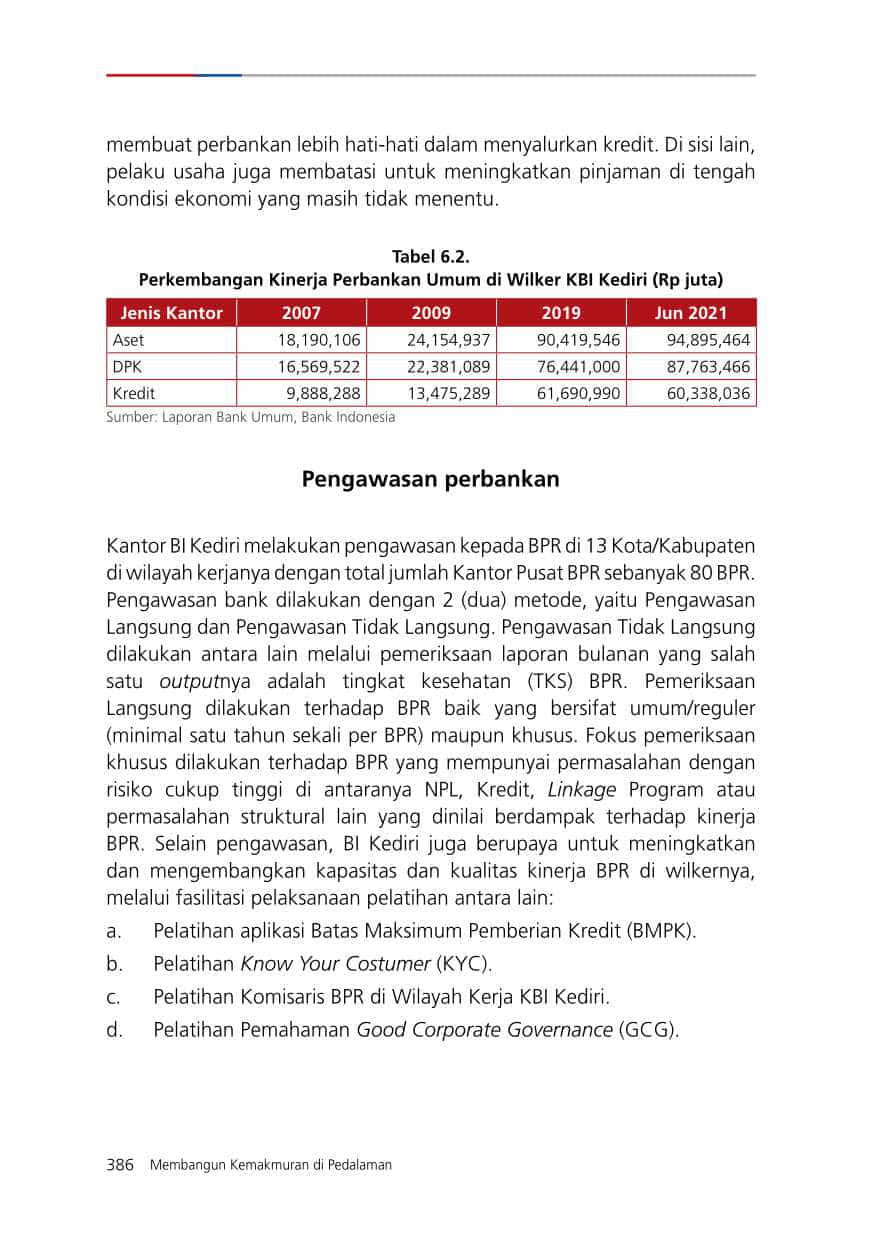 membuat perbankan lebih hati-hati dalam menyalurkan kredit. Di sisi lain,
pelaku usaha juga membatasi untuk meningkatkan pinjaman di tengah
kondisi ekonomi yang masih tidak menentu.
Tabel 6.2.
Perkembangan Kinerja Perbankan Umum di Wilker KBI Kediri (Rp juta)
Jenis Kantor 2007 2009 2019 Jun 2021
Aset 18,190,106 24,154,937 90,419,546 94,895,464
DPK 16,569,522 22,381,089 76,441,000 87,763,466
Kredit 9,888,288 13,475,289 61,690,990 60,338,036
Sumber: Laporan Bank Umum, Bank Indonesia
Pengawasan perbankan
Kantor BI Kediri melakukan pengawasan kepada BPR di 13 Kota/Kabupaten
di wilayah kerjanya dengan total jumlah Kantor Pusat BPR sebanyak 80 BPR.
Pengawasan bank dilakukan dengan 2 (dua) metode, yaitu Pengawasan
Langsung dan Pengawasan Tidak Langsung. Pengawasan Tidak Langsung
dilakukan antara lain melalui pemeriksaan laporan bulanan yang salah
satu outputnya adalah tingkat kesehatan (TKS) BPR. Pemeriksaan
Langsung dilakukan terhadap BPR baik yang bersifat umum/reguler
(minimal satu tahun sekali per BPR) maupun khusus. Fokus pemeriksaan
khusus dilakukan terhadap BPR yang mempunyai permasalahan dengan
risiko cukup tinggi di antaranya NPL, Kredit, Linkage Program atau
permasalahan struktural lain yang dinilai berdampak terhadap kinerja
BPR. Selain pengawasan, BI Kediri juga berupaya untuk meningkatkan
dan mengembangkan kapasitas dan kualitas kinerja BPR di wilkernya,
melalui fasilitasi pelaksanaan pelatihan antara lain:
a. Pelatihan aplikasi Batas Maksimum Pemberian Kredit (BMPK).
b. Pelatihan Know Your Costumer (KYC).
c. Pelatihan Komisaris BPR di Wilayah Kerja KBI Kediri.
d. Pelatihan Pemahaman Good Corporate Governance (GCG).
386 Membangun Kemakmuran di Pedalaman